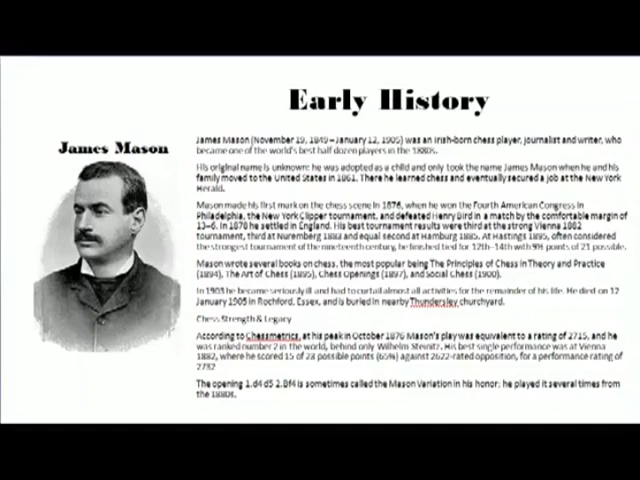 Early History
James Mason
James Mason (November 19, 1849 – January 12, 1905) was an Irish-born chess player, journalist and writer, who
became one of the world's best half dozen players in the 1880s.
His original name is unknown: he was adopted as a child and only took the name James Mason when he and his
family moved to the United States in 1861. There he learned chess and eventually secured a job at the New York
Herald.
Mason made his first mark on the chess scene in 1876, when he won the Fourth American Congress in
Philadelphia, the New York Clipper tournament, and defeated Henry Bird in a match by the comfortable margin of
13–6. In 1878 he settled in England. His best tournament results were third at the strong Vienna 1882
tournament, third at Nuremberg 1883 and equal second at Hamburg 1885. At Hastings 1895, often considered
the strongest tournament of the nineteenth century, he finished tied for 12th–14th with 9½ points of 21 possible.
Mason wrote several books on chess, the most popular being The Principles of Chess in Theory and Practice
(1894), The Art of Chess (1895), Chess Openings (1897), and Social Chess (1900).
In 1903 he became seriously ill and had to curtail almost all activities for the remainder of his life. He died on 12
January 1905 in Rochford, Essex, and is buried in nearby Thundersley churchyard.
Chess Strength & Legacy
According to Chessmetrics, at his peak in October 1876 Mason's play was equivalent to a rating of 2715, and he
was ranked number 2 in the world, behind only Wilhelm Steinitz. His best single performance was at Vienna
1882, where he scored 15 of 23 possible points (65%) against 2622-rated opposition, for a performance rating of
2732
The opening 1.d4 d5 2.Bf4 is sometimes called the Mason Variation in his honor; he played it several times from
the 1880s.